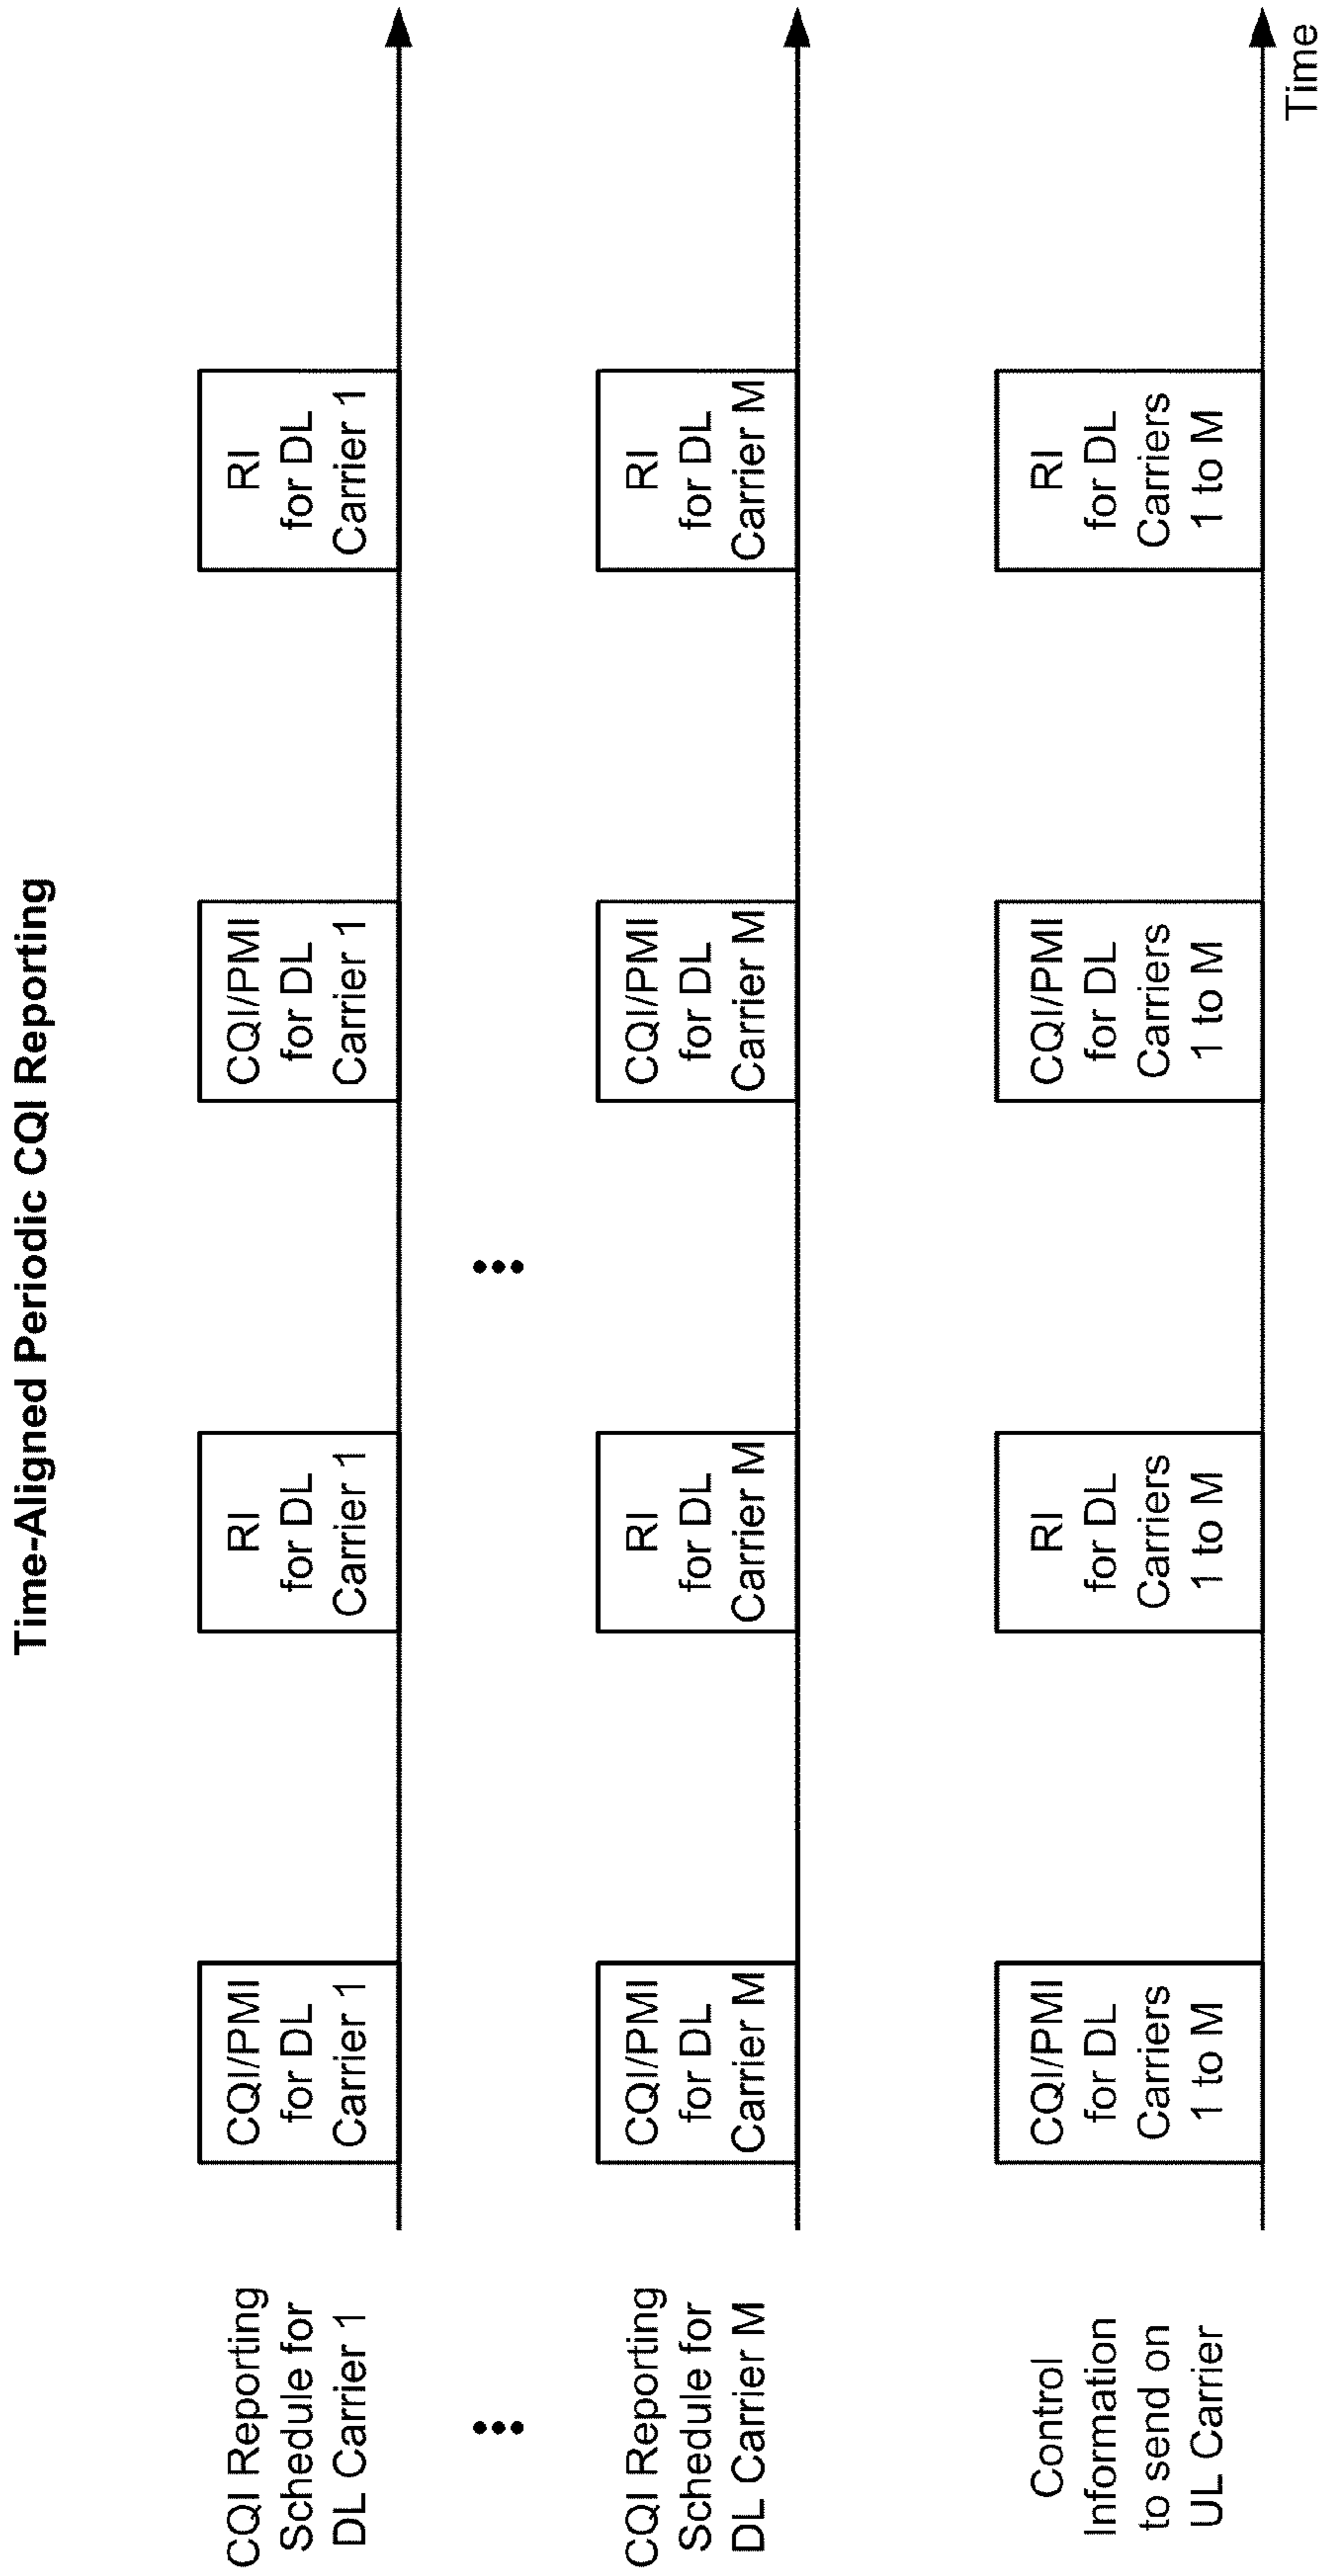 Time-Aligned Periodic CQI Reporting
CQI Reporting
Schedule for
DL Carrier 1
CQI/PMI
for DL
Carrier 1
RI
for DL
Carrier 1
CQI/PMI
for DL
Carrier 1
RI
for DL
Carrier 1
CQI Reporting
Schedule for
DL Carrier M
CQI/PMI
for DL
Carrier M
RI
for DL
Carrier M
CQI/PMI
for DL
Carrier M
RI
for DL
Carrier M
Control
Information
to send on
UL Carrier
CQI/PMI
for DL
Carriers
1 to M
RI
for DL
Carriers
1 to M
CQI/PMI
for DL
Carriers
1 to M
RI
for DL
Carriers
1 to M
Time